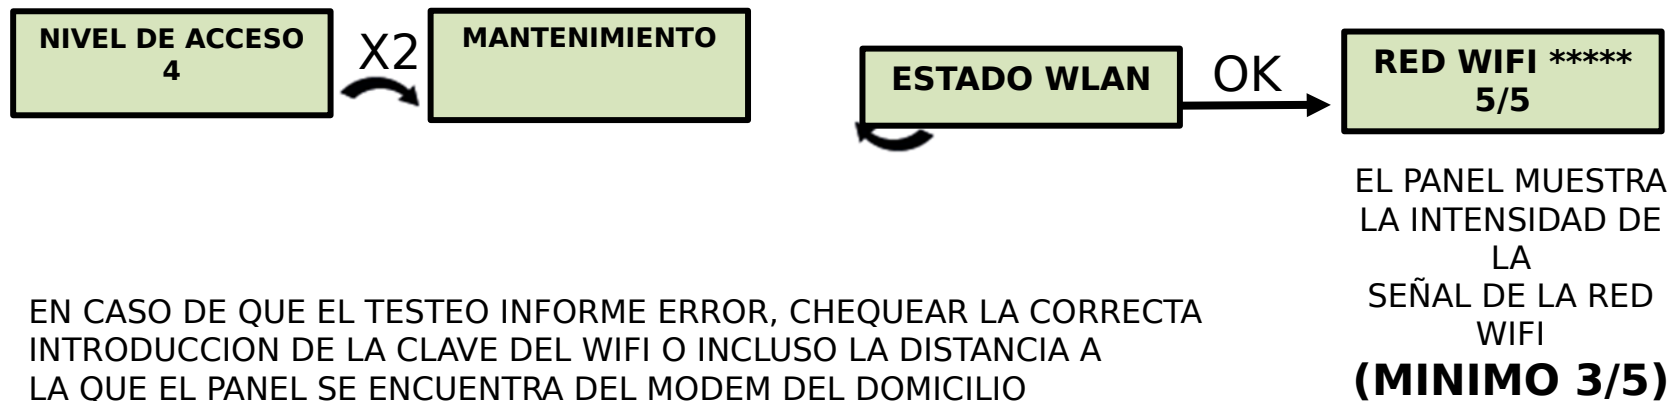 NIVEL DE ACCESO
4
X2
MANTENIMIENTO
ESTADO WLAN
OK
RED WIFI *****
5/5
EL PANEL MUESTRA
LA INTENSIDAD DE
LA
SEÑAL DE LA RED
WIFI
(MINIMO 3/5)
EN CASO DE QUE EL TESTEO INFORME ERROR, CHEQUEAR LA CORRECTA
INTRODUCCION DE LA CLAVE DEL WIFI O INCLUSO LA DISTANCIA A
LA QUE EL PANEL SE ENCUENTRA DEL MODEM DEL DOMICILIO